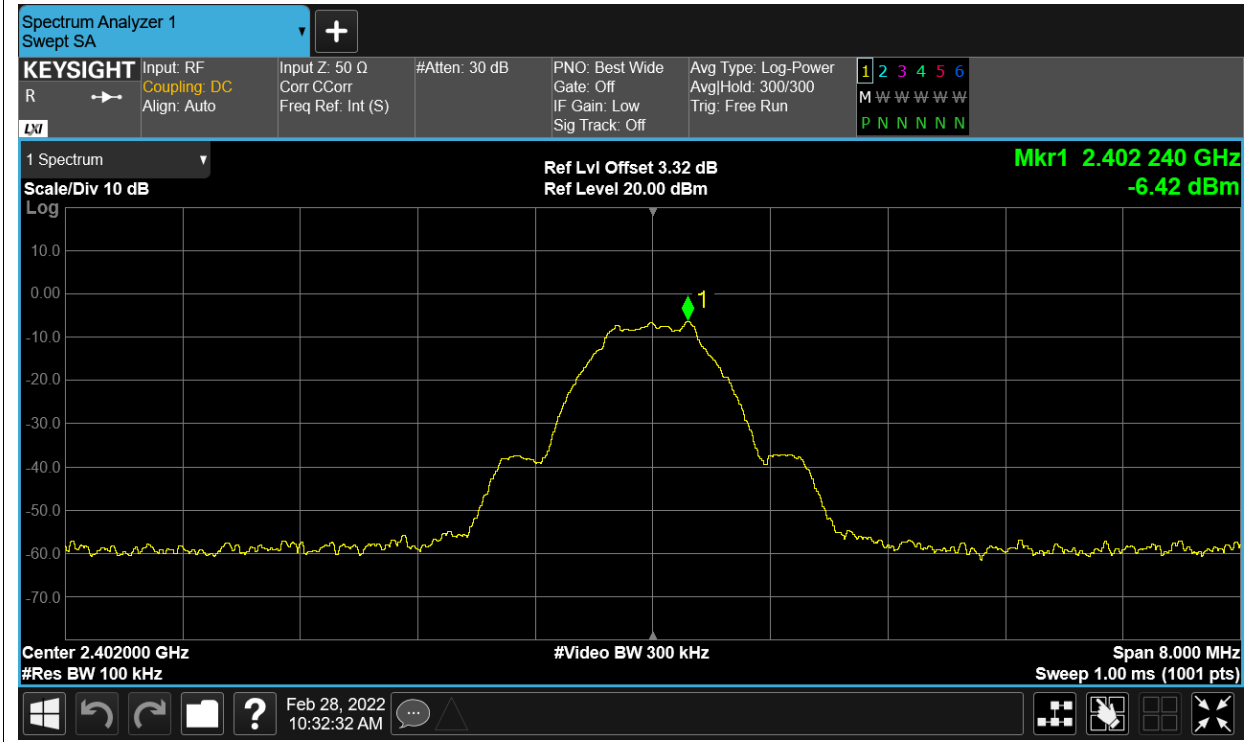 Spectrum Analyzer 1
Swept SA
KEYSIGHT
R
LXI
Input: RF
Coupling: DC
Align: Auto
Input Z: 50 Ω
Corr CCorr
Freq Ref: Int (S)
#Atten: 30 dB
PNO: Best Wide
Gate: Off
IF Gain: Low
Sig Track: Off
Avg Type: Log-Power
Avg|Hold: 300/300
Trig: Free Run
1 2 3 4 5 6
M W W W W W
P N N N N N
1 Spectrum
Scale/Div 10 dB
Log
Ref Lvl Offset 3.32 dB
Ref Level 20.00 dBm
Mkr1 2.402 240 GHz
-6.42 dBm
10.0
0.00
1
-10.0
-20.0
-30.0
-40.0
-50.0
-60.0
-70.0
Center 2.402000 GHz
#Video BW 300 kHz
Span 8.000 MHz
#Res BW 100 kHz
Sweep 1.00 ms (1001 pts)
?
Feb 28, 2022
10:32:32 AM